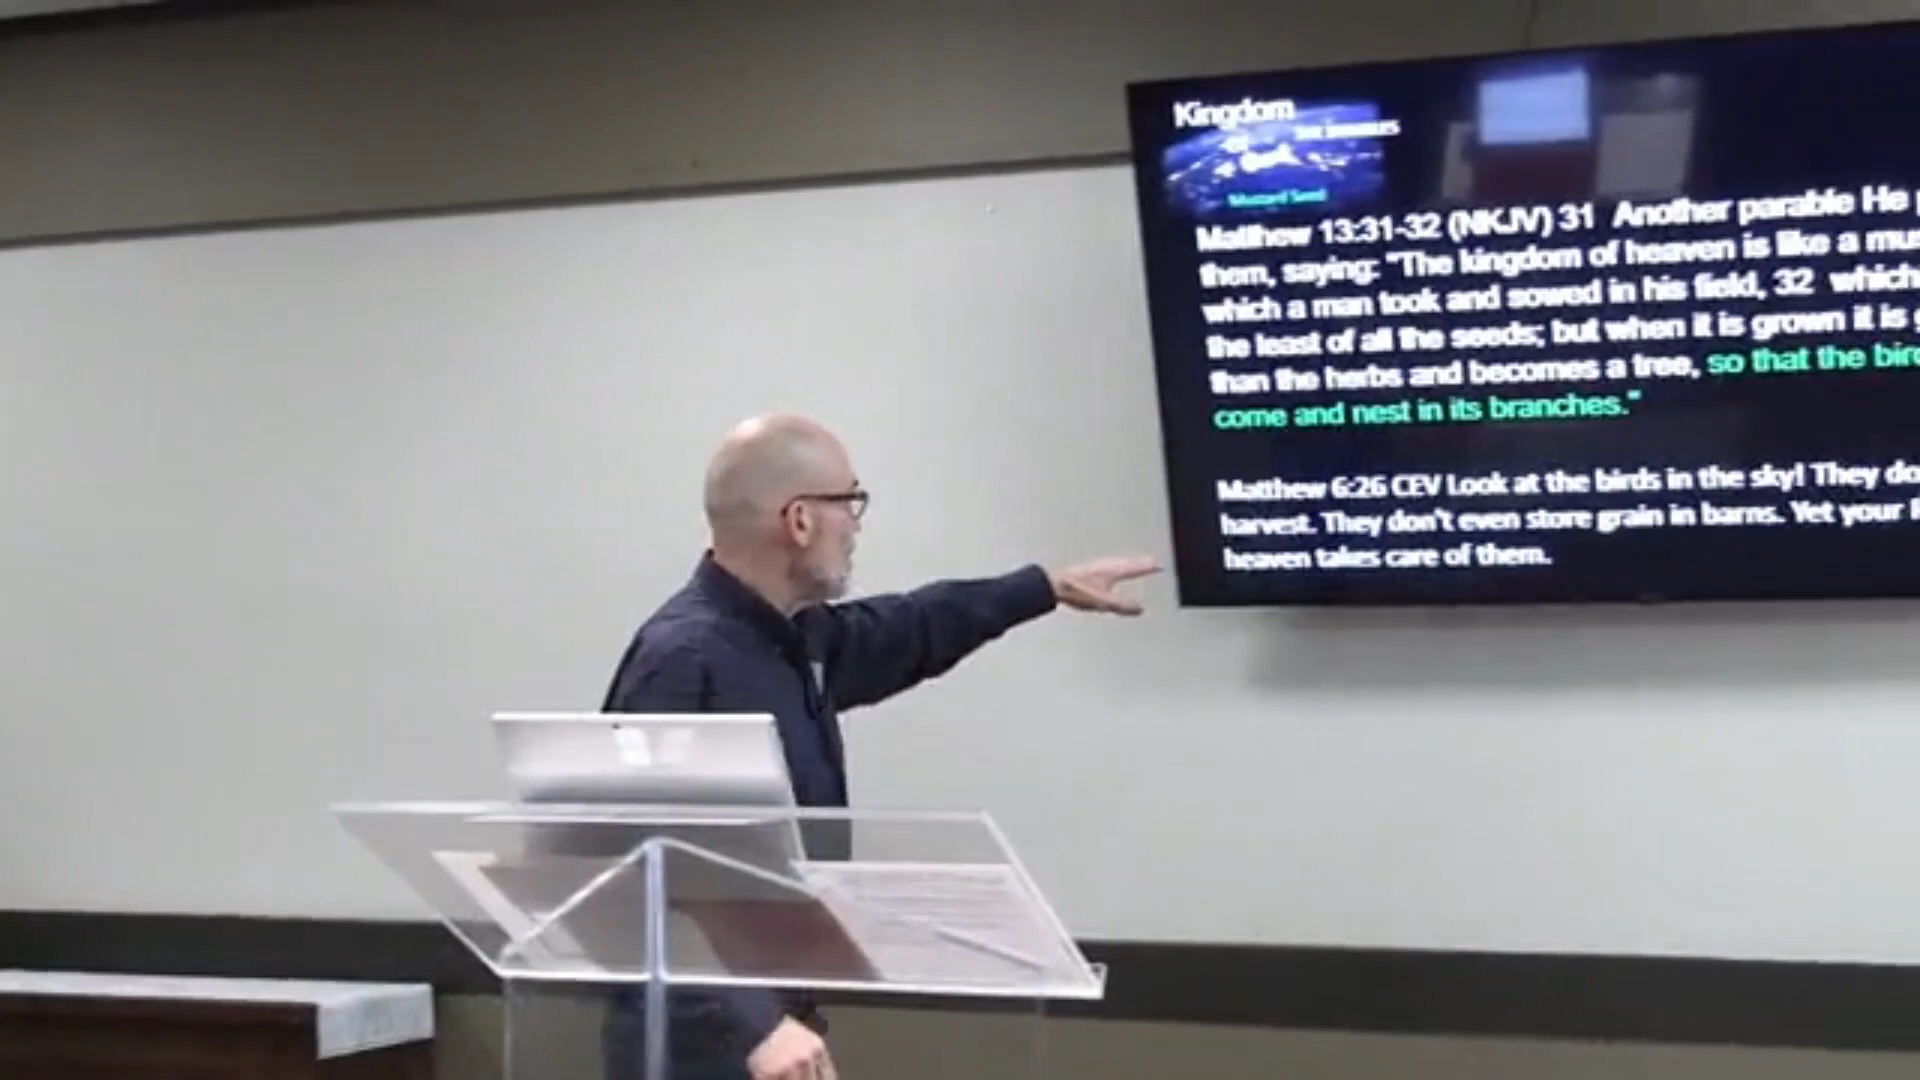 Kingdom
Mustard Seed
Matthew 13:31-32 (NKJV) 31 Another parable He
them, saying: "The kingdom of heaven is like a
which a man took and sowed in his field, 32 which
the least of all the seeds; but when it is grown it is
than the herbs and becomes a tree, so that the
come and nest in its branches."
Matthew 6:26 CEV Look at the birds in the sky! They
harvest. They don't even store grain in barns. Yet your
heaven takes care of them.